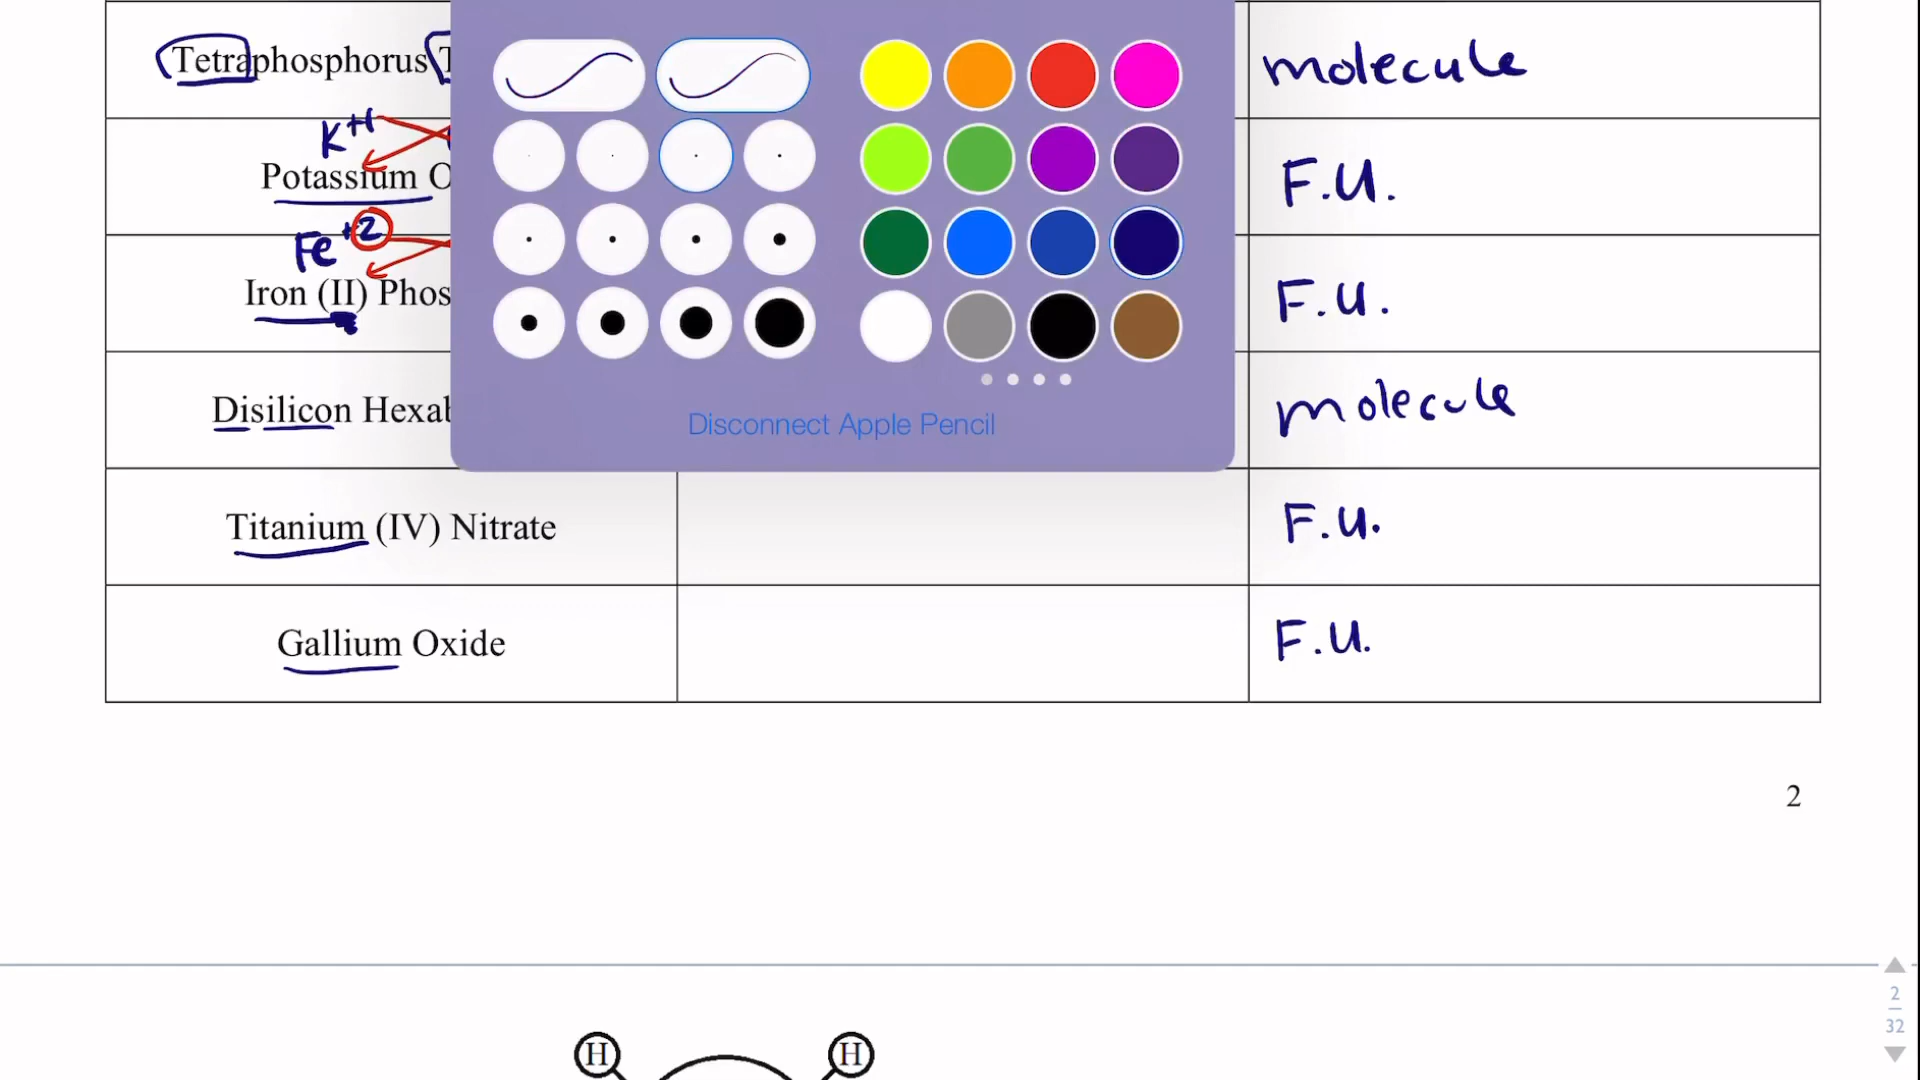 Tetraphosphorus T
molecule
K+1
Potassium O
F.U.
Fe+2
Iron (II) Phos
F.U.
Disilicon Hexab
molecule
Disconnect Apple Pencil
Titanium (IV) Nitrate
F.U.
Gallium Oxide
F.U.
2
2
32
H
H